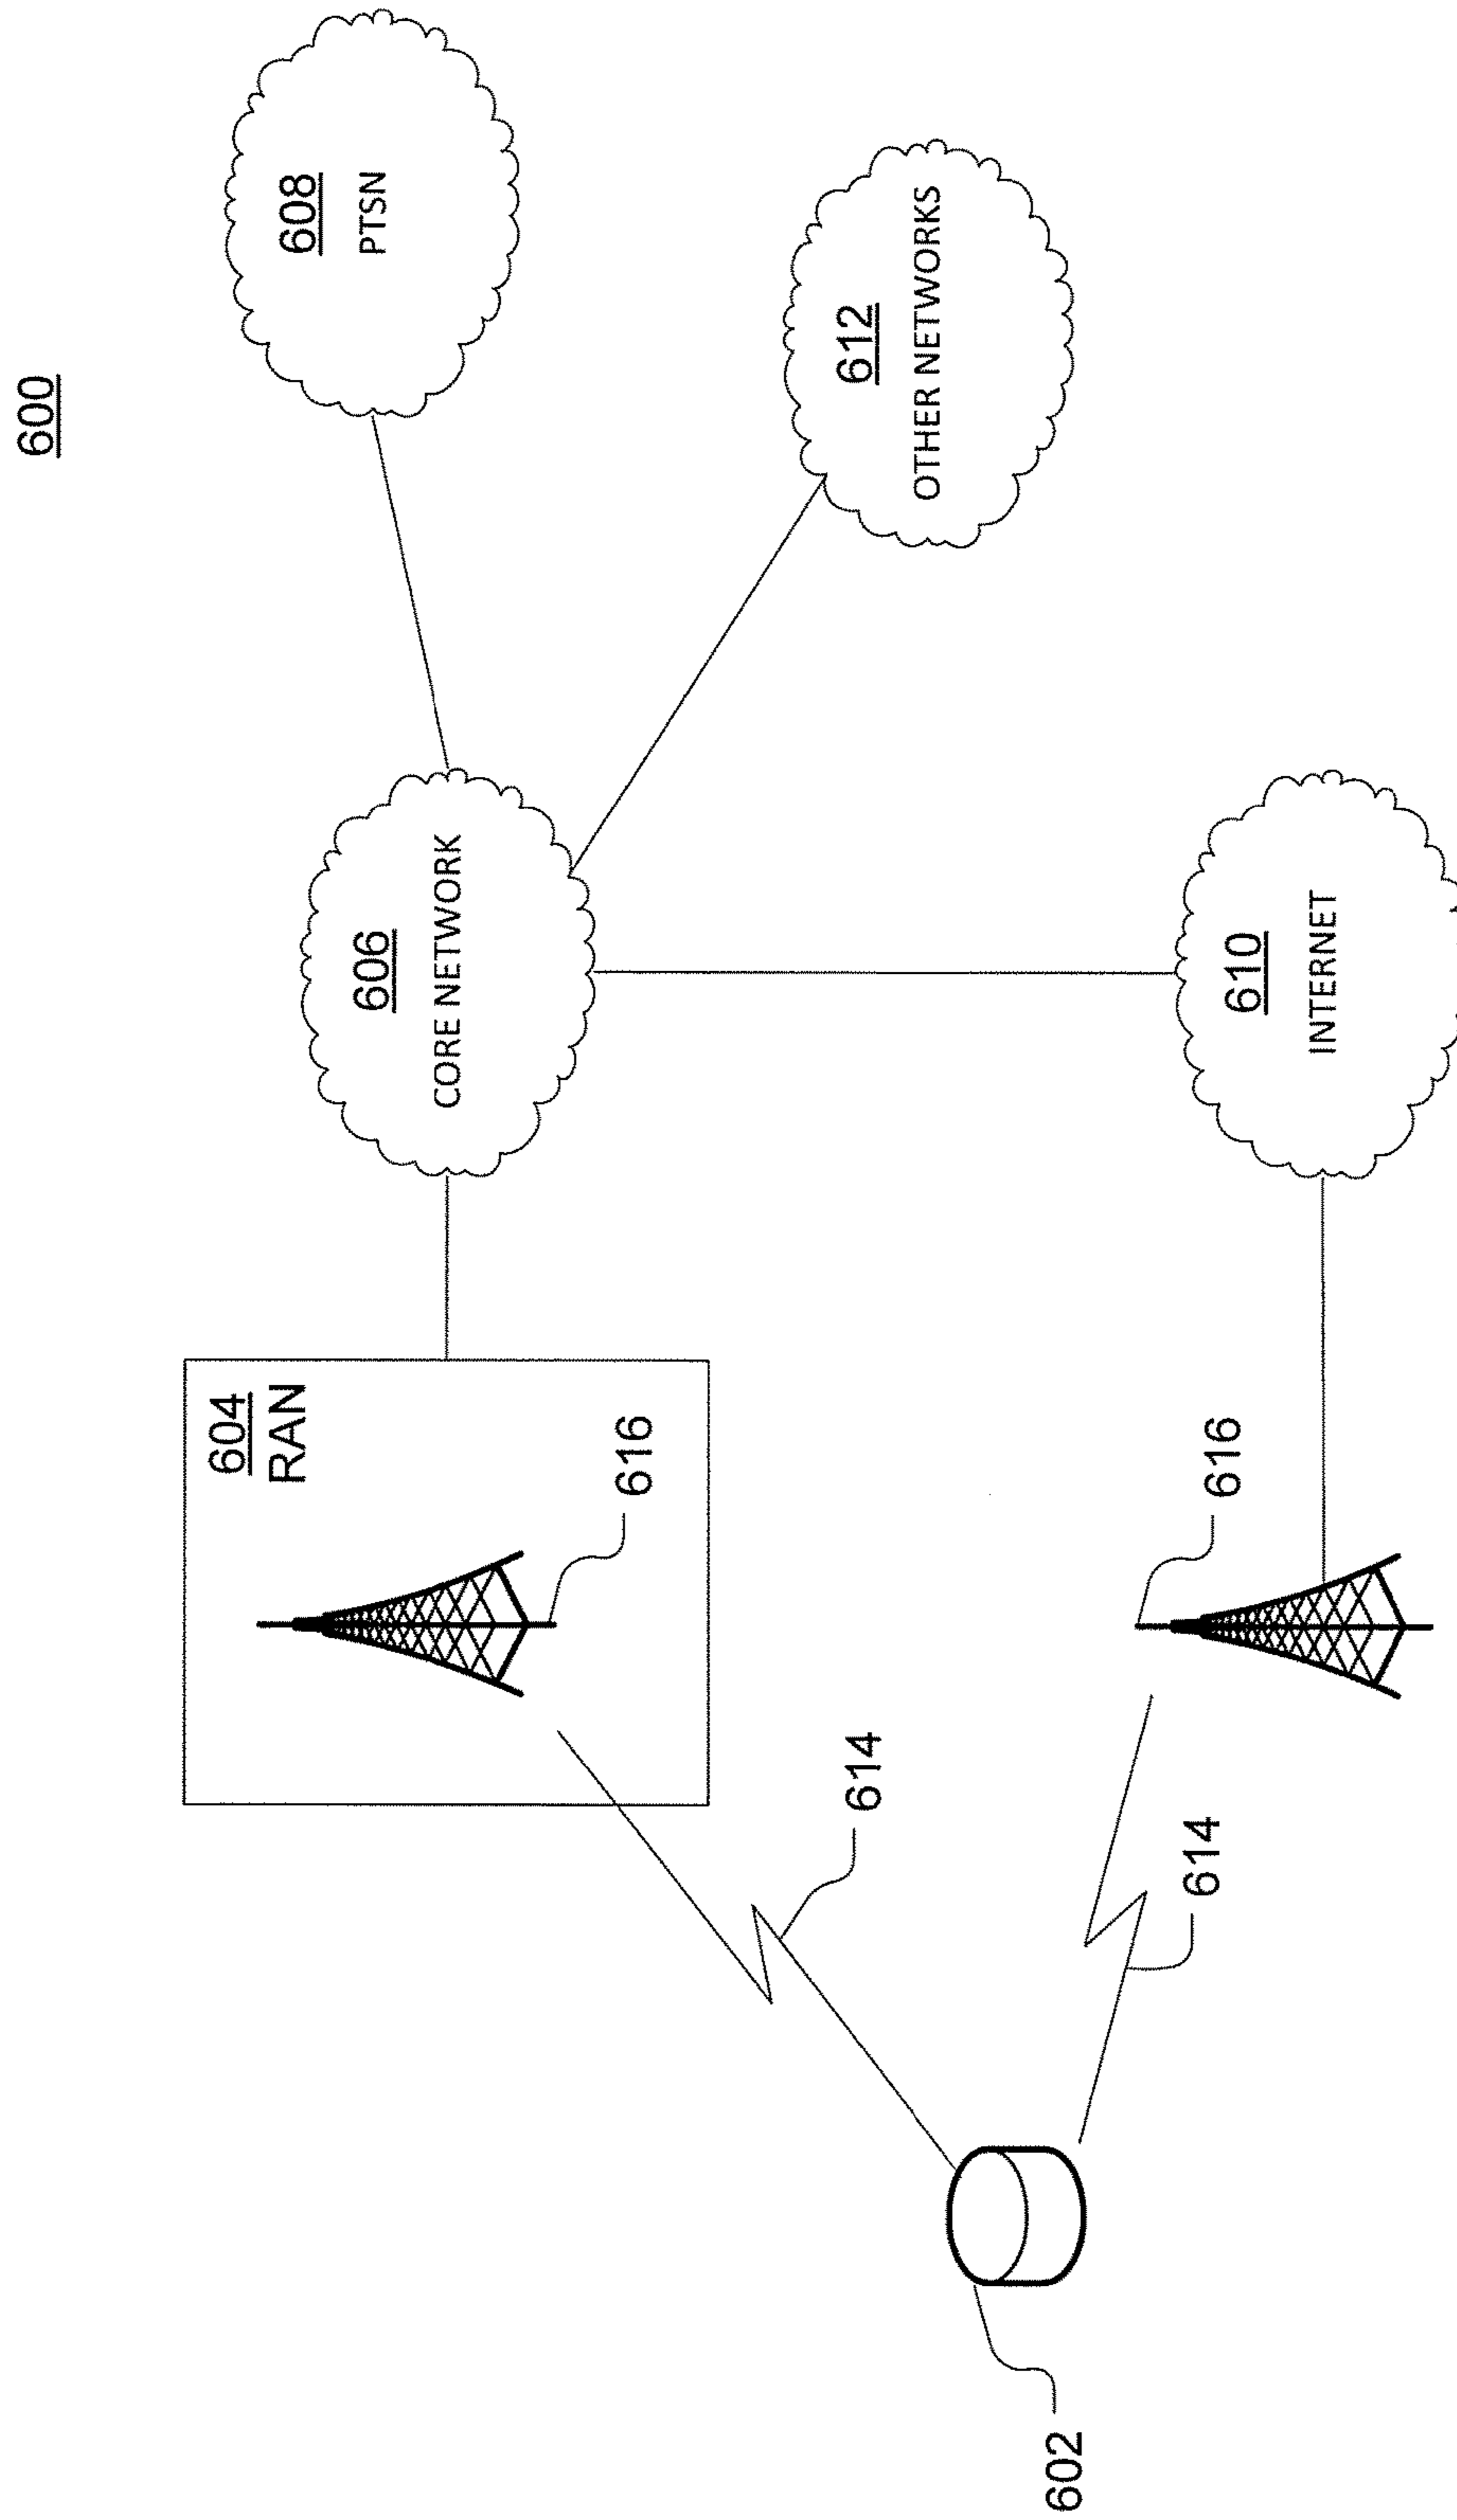 600
604
RAN
616
606
CORE NETWORK
608
PTSN
612
OTHER NETWORKS
614
616
614
610
INTERNET
602